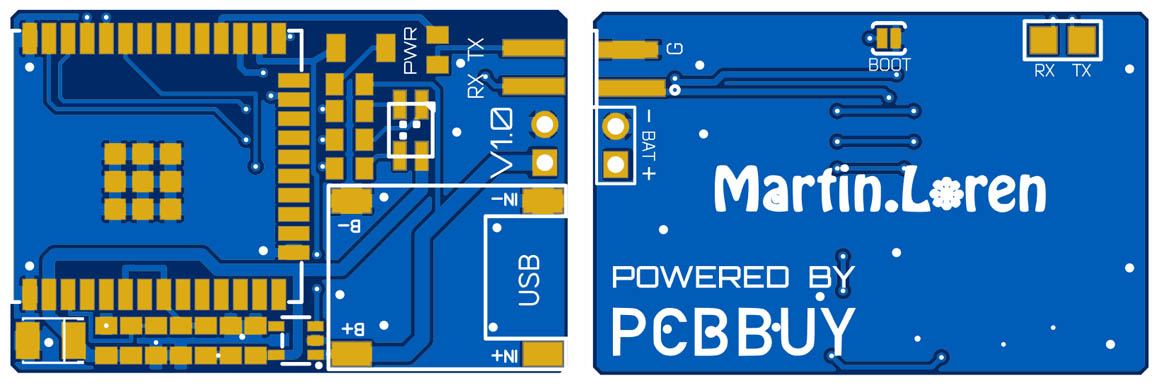 PWR
TX
RX
V1.0
IN-
B-
USB
B+
IN+
G
BOOT
RX TX
- BAT +
Martin.Loren
POWERED BY
PCBBUY